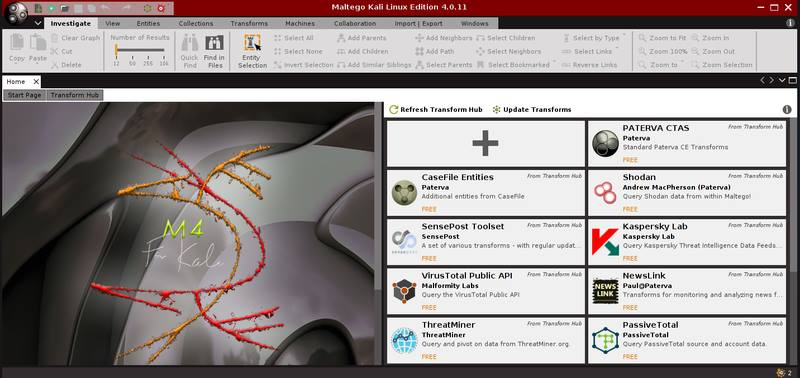 Maltego Kali Linux Edition 4.0.11
Investigate View Entities Collections Transforms Machines Collaboration Import | Export Windows
Copy Paste
Clear Graph
Cut
Delete
Number of Results
12 50 255 10k
Quick Find
Find in Files
Entity Selection
Select All
Select None
Invert Selection
Add Parents
Add Children
Add Similar Siblings
Add Neighbors
Add Path
Select Parents
Select Children
Select Neighbors
Select Bookmarked
Select by Type
Select Links
Reverse Links
Zoom to
Zoom 100%
Zoom to Fit
Zoom In
Zoom Out
Zoom Selection
Home
Start Page Transform Hub
M4
For Kali
Refresh Transform Hub Update Transforms
PATERVA CTAS From Transform Hub
Paterva
Standard Paterva CE Transforms
FREE
CaseFile Entities From Transform Hub
Paterva
Additional entities from CaseFile
FREE
Shodan From Transform Hub
Andrew MacPherson (Paterva)
Query Shodan data from within Maltego!
FREE
SensePost Toolset From Transform Hub
SensePost
A set of various transforms - with regular updat...
FREE
Kaspersky Lab From Transform Hub
Kaspersky Lab
Query Kaspersky Threat Intelligence Data Feeds...
FREE
VirusTotal Public API From Transform Hub
Malformity Labs
Query the VirusTotal Public API
FREE
NEWS LINK
NewsLink From Transform Hub
Paul@Paterva
Transforms for monitoring and analyzing news f...
FREE
ThreatMiner From Transform Hub
ThreatMiner
Query and pivot on data from ThreatMiner.org.
FREE
PassiveTotal From Transform Hub
PassiveTotal
Query PassiveTotal source and account data.
FREE
2